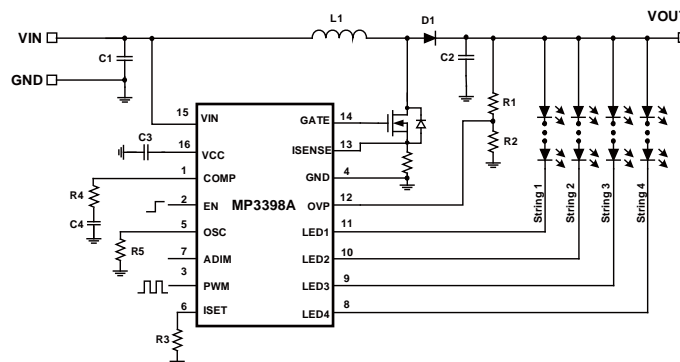 L1
D1
VOUT
VIN
C1
C2
GND
R1
R2
15
VIN
GATE
14
C3
16
VCC
ISENSE
13
1
COMP
GND
4
R4
2
EN
MP3398A
OVP
12
C4
5
OSC
LED1
11
R5
7
ADIM
LED2
10
3
PWM
LED3
9
6
ISET
LED4
8
R3
String 1
String 2
String 3
String 4